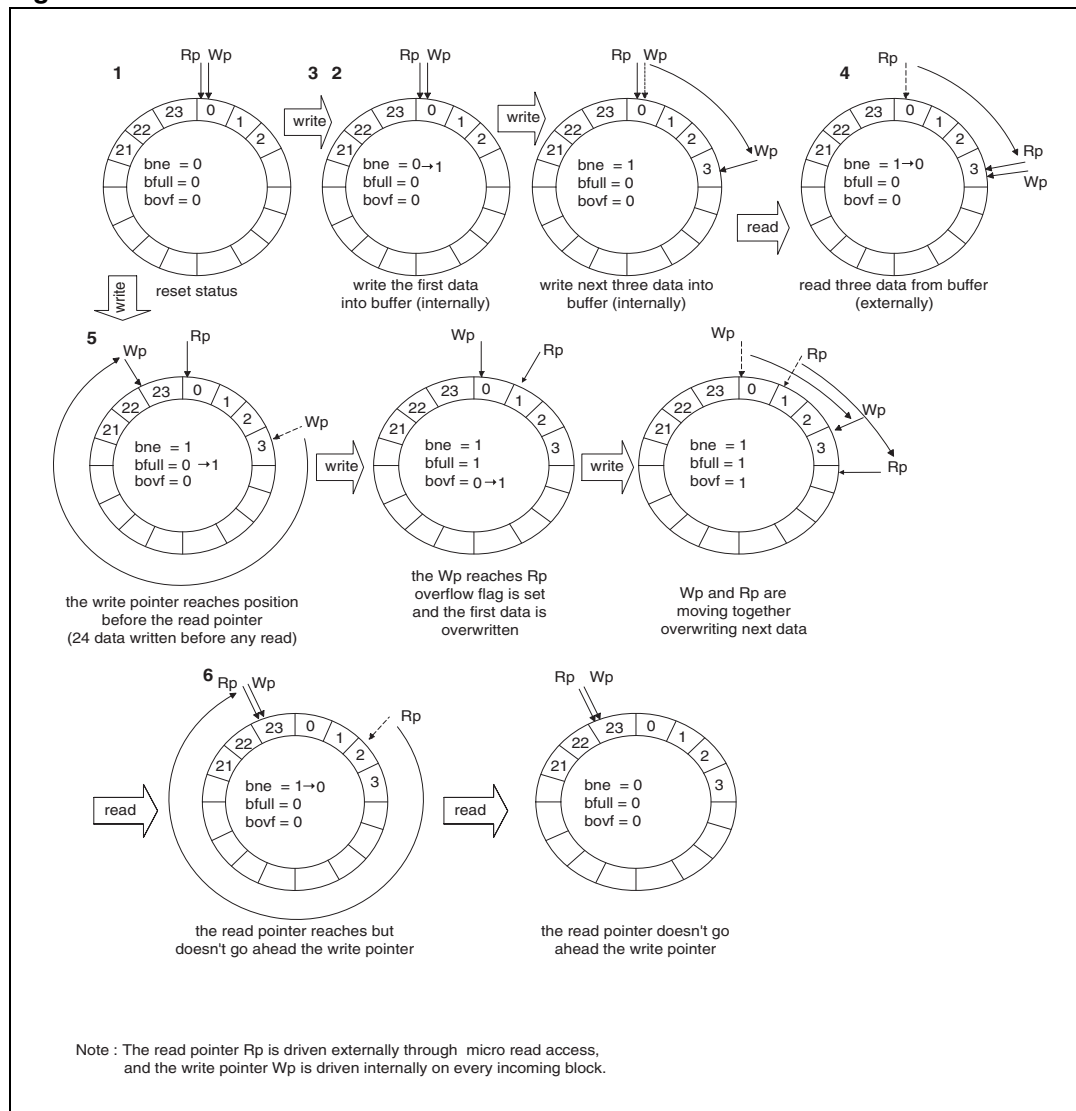 Rp Wp
1
23 0 1 2
22
21
bne = 0
bfull = 0
bovf = 0
reset status
write
3 2
Rp Wp
23 0 1 2
22
21
bne = 0→1
bfull = 0
bovf = 0
write the first data
into buffer (internally)
write
Rp Wp
23 0 1 2 3
22
21
Wp
bne = 1
bfull = 0
bovf = 0
write next three data into
buffer (internally)
read
4
Rp
23 0 1 2 3
22
21
Rp
Wp
bne = 1→0
bfull = 0
bovf = 0
read three data from buffer
(externally)
write
5
Wp
Rp
23 0 1 2 3
22
21
Wp
bne = 1
bfull = 0 →1
bovf = 0
the write pointer reaches position
before the read pointer
(24 data written before any read)
write
Wp
Rp
23 0 1 2 3
22
21
bne = 1
bfull = 1
bovf = 0→1
the Wp reaches Rp
overflow flag is set
and the first data is
overwritten
write
Wp
Rp
23 0 1 2 3
22
21
Wp
Rp
bne = 1
bfull = 1
bovf = 1
Wp and Rp are
moving together
overwriting next data
read
6
Rp Wp
Rp
23 0 1 2 3
22
21
bne = 1→0
bfull = 0
bovf = 0
the read pointer reaches but
doesn't go ahead the write pointer
read
Rp Wp
23 0 1 2 3
22
21
bne = 0
bfull = 0
bovf = 0
the read pointer doesn't go
ahead the write pointer
Note : The read pointer Rp is driven externally through micro read access,
and the write pointer Wp is driven internally on every incoming block.